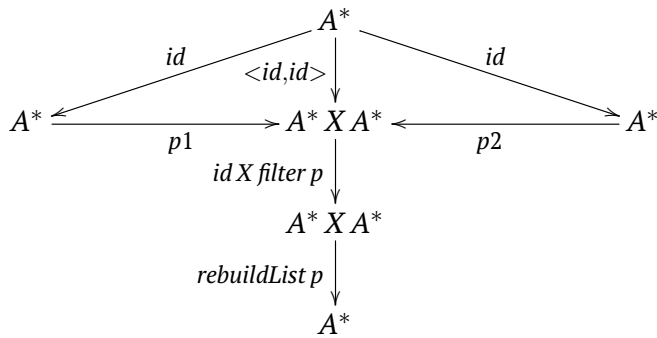 A*
id
id
<id,id>
A*
A* X A*
A*
p1
p2
id X filter p
A* X A*
rebuildList p
A*